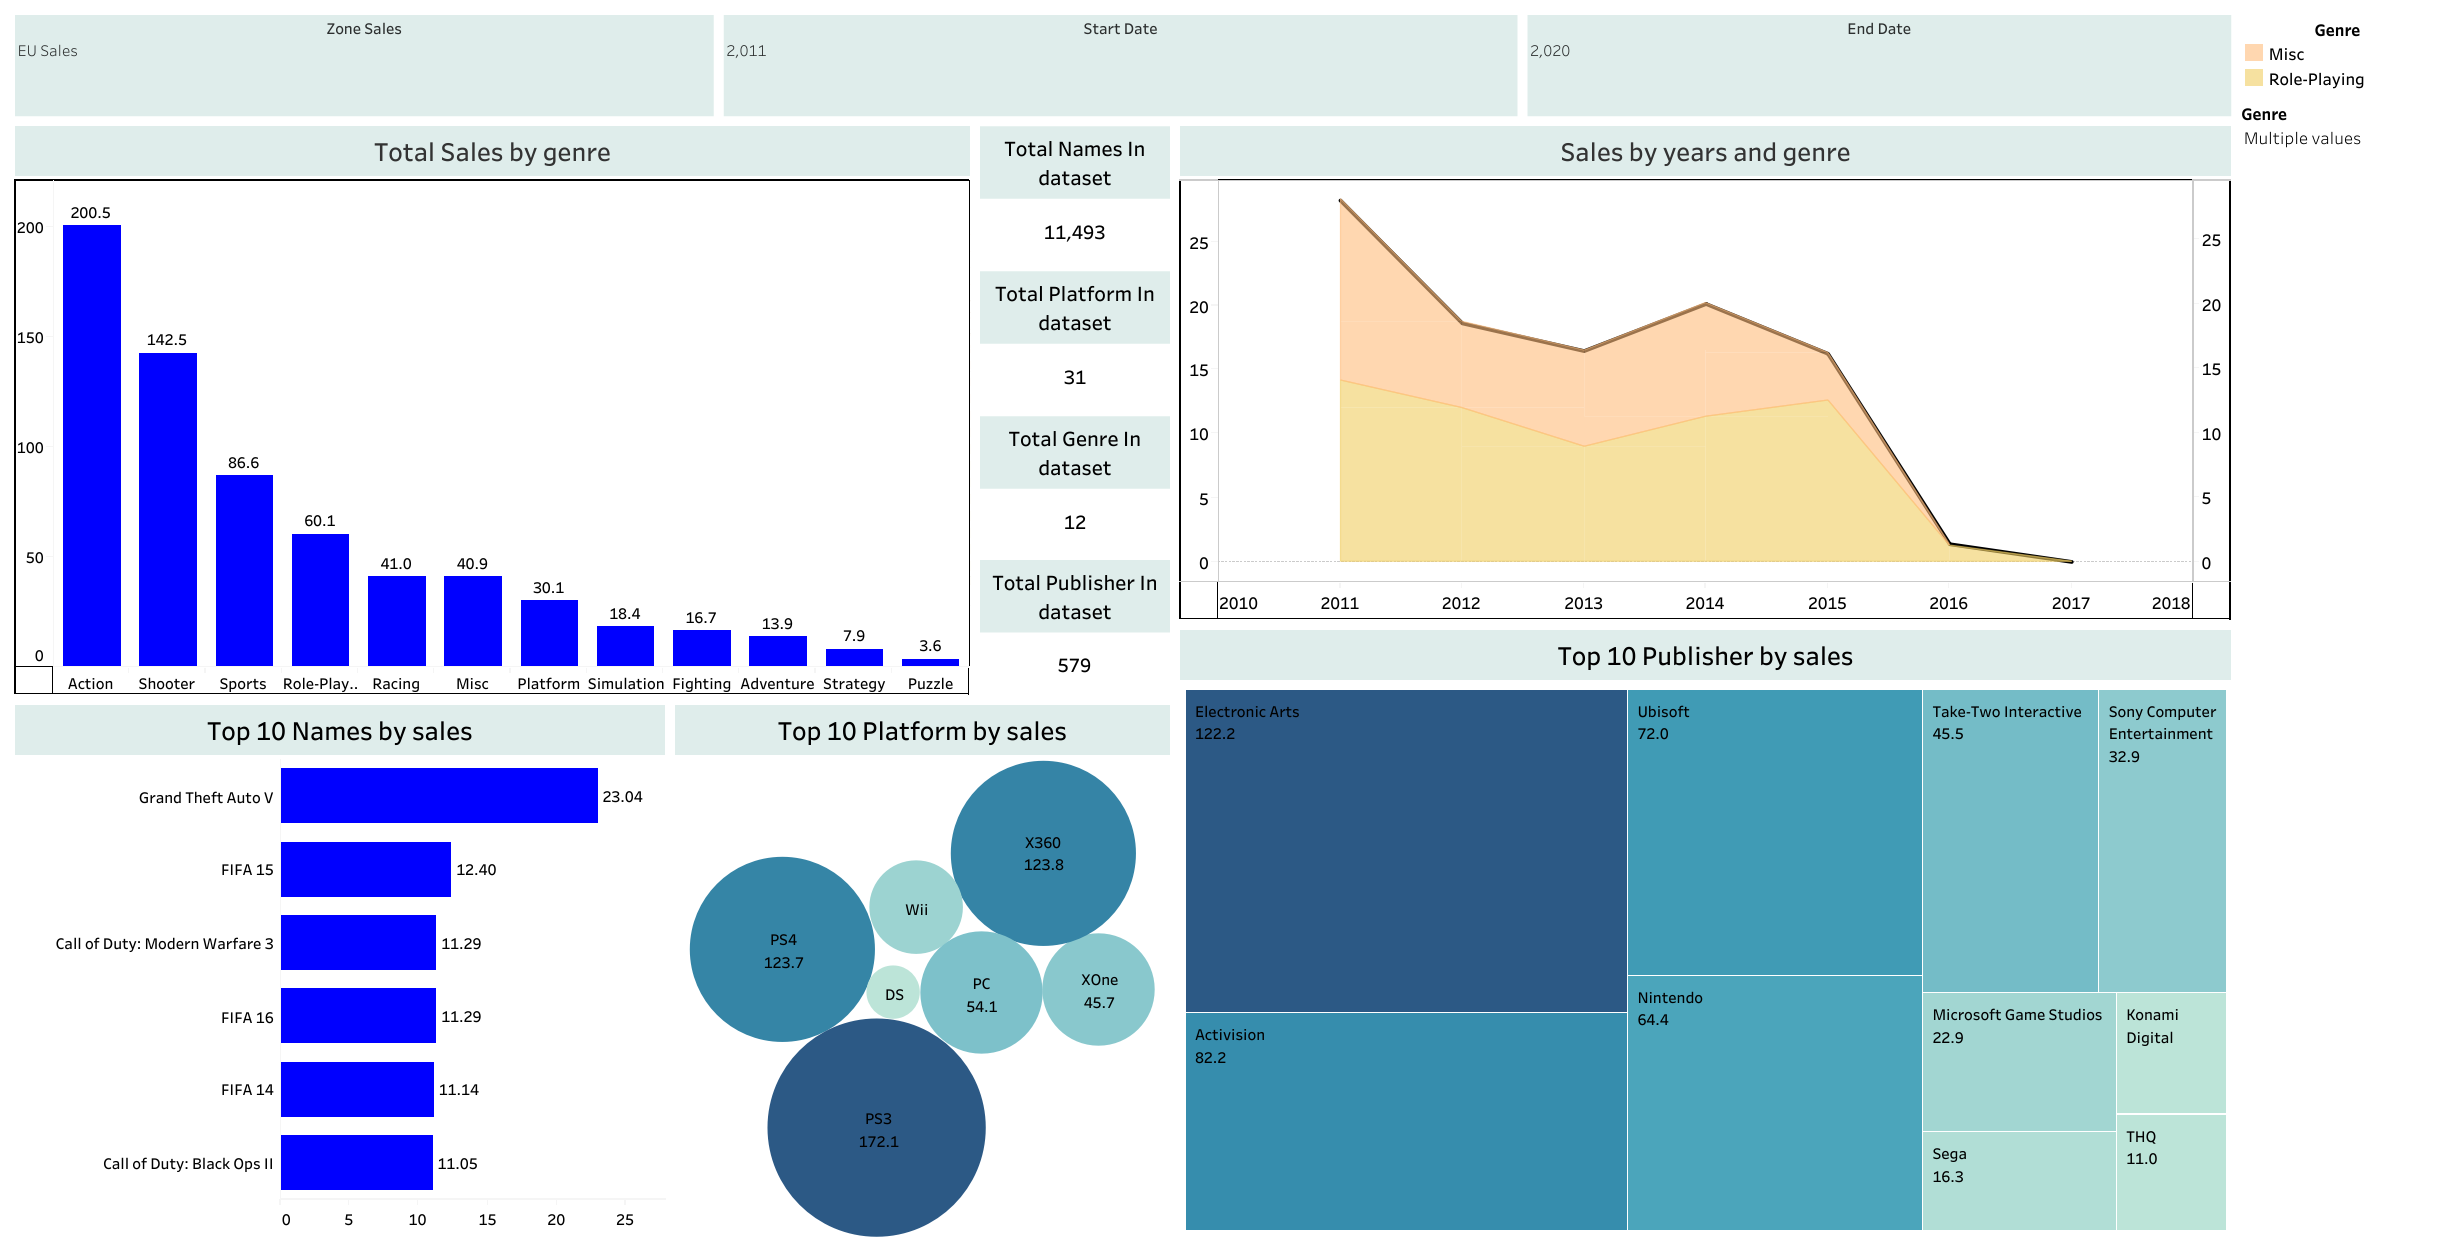 Zone Sales
EU Sales
Start Date
2,011
End Date
2,020
Genre
Misc
Role-Playing
Genre
Multiple values
Total Sales by genre
200
150
100
50
0
200.5
142.5
86.6
60.1
41.0
40.9
30.1
18.4
16.7
13.9
7.9
3.6
Action
Shooter
Sports
Role-Play..
Racing
Misc
Platform
Simulation
Fighting
Adventure
Strategy
Puzzle
Total Names In
dataset
11,493
Total Platform In
dataset
31
Total Genre In
dataset
12
Total Publisher In
dataset
579
Sales by years and genre
25
20
15
10
5
0
25
20
15
10
5
0
2010
2011
2012
2013
2014
2015
2016
2017
2018
Top 10 Names by sales
Grand Theft Auto V
23.04
FIFA 15
12.40
Call of Duty: Modern Warfare 3
11.29
FIFA 16
11.29
FIFA 14
11.14
Call of Duty: Black Ops II
11.05
0
5
10
15
20
25
Top 10 Platform by sales
X360
123.8
Wii
PS4
123.7
DS
PC
54.1
XOne
45.7
PS3
172.1
Top 10 Publisher by sales
Electronic Arts
122.2
Activision
82.2
Ubisoft
72.0
Nintendo
64.4
Take-Two Interactive
45.5
Sony Computer
Entertainment
32.9
Microsoft Game Studios
22.9
Konami
Digital
Sega
16.3
THQ
11.0